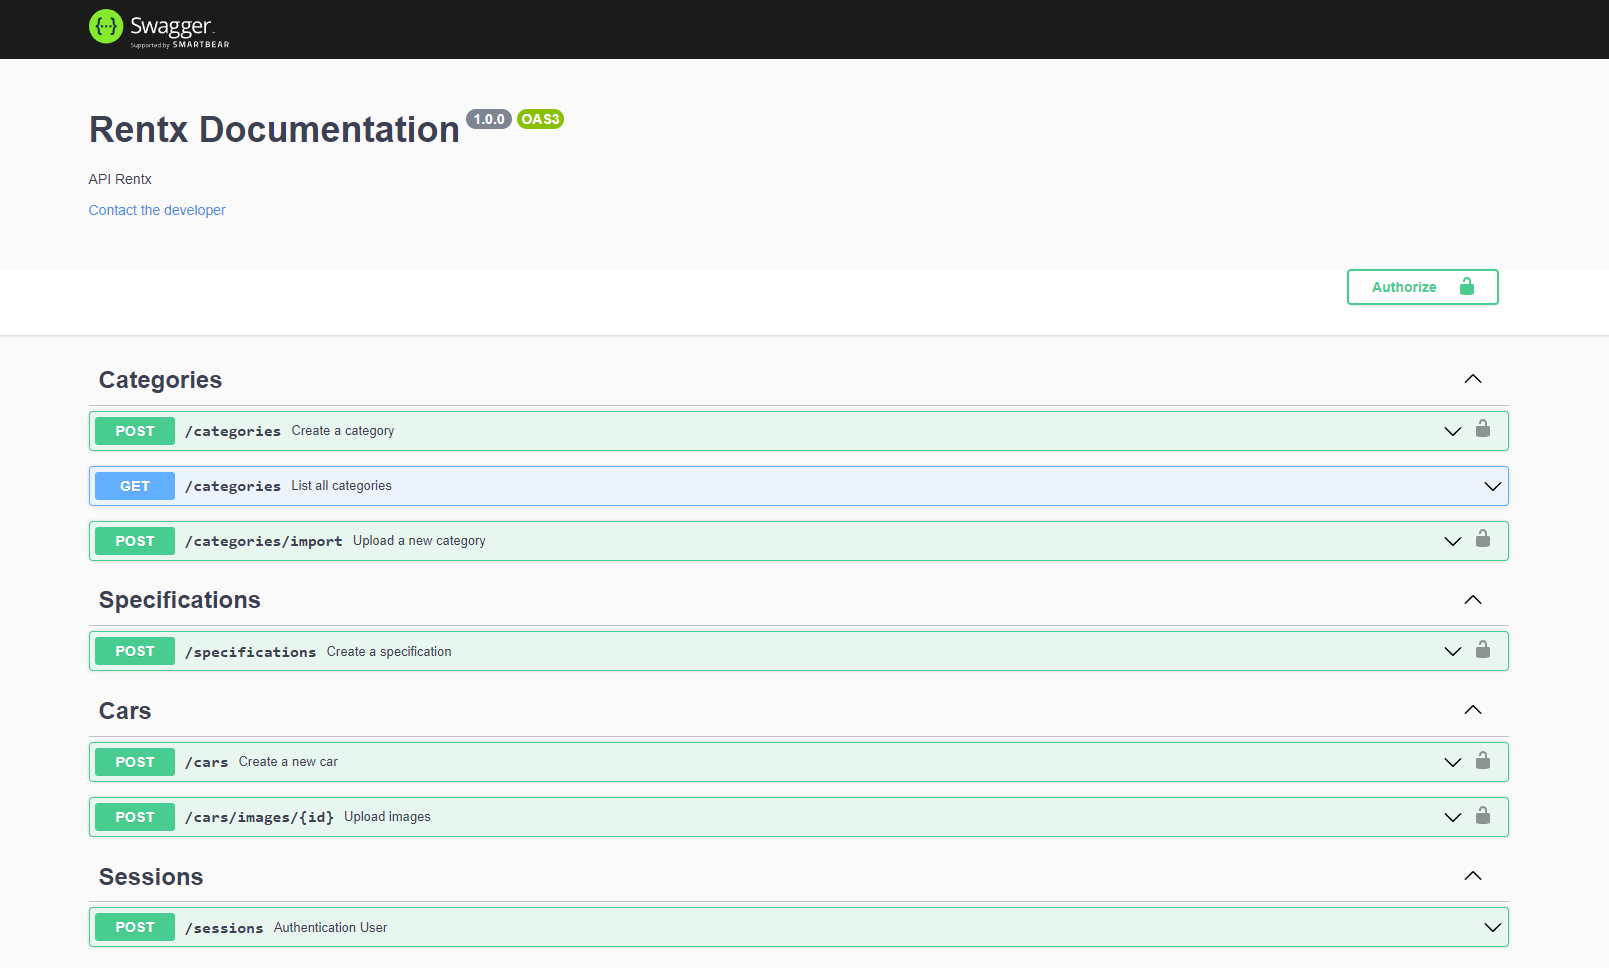 {···} Swagger
Supported by SMARTBEAR
Rentx Documentation 1.0.0 OAS3
API Rentx
Contact the developer
Authorize
Categories
POST /categories Create a category
GET /categories List all categories
POST /categories/import Upload a new category
Specifications
POST /specifications Create a specification
Cars
POST /cars Create a new car
POST /cars/images/{id} Upload images
Sessions
POST /sessions Authentication User